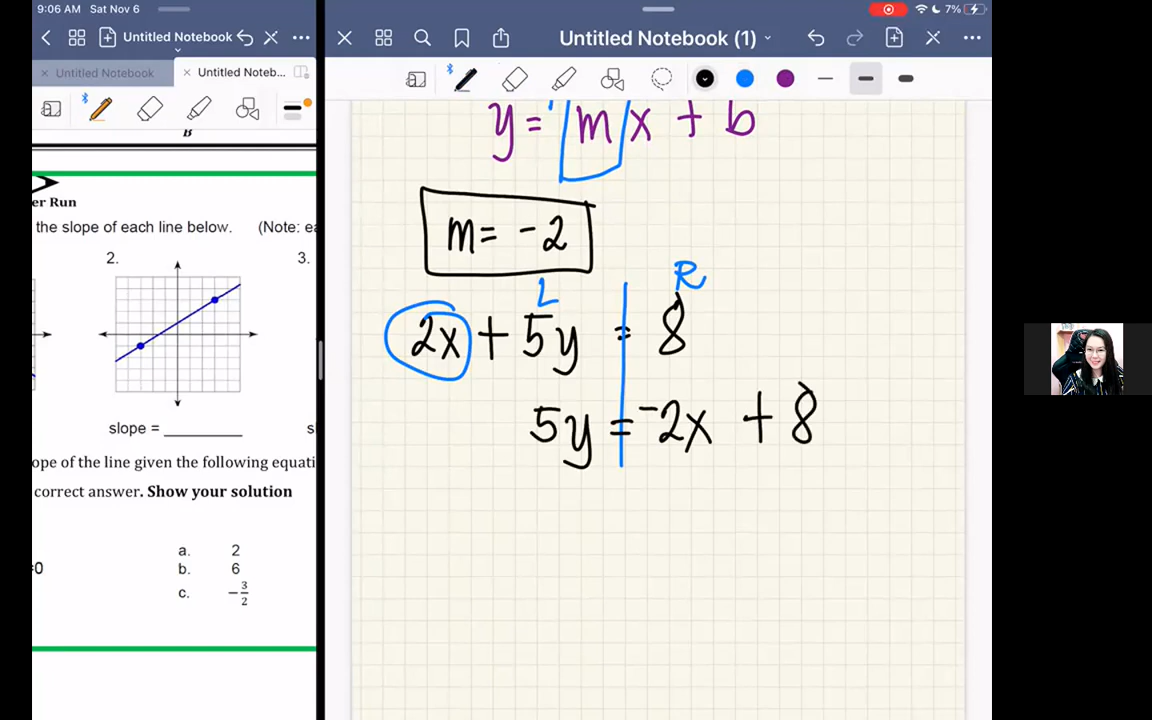 9:06 AM Sat Nov 6
7%
Untitled Notebook
Untitled Notebook (1)
Untitled Notebook
Untitled Noteb...
B
er Run
the slope of each line below. (Note: ea
2.
3.
slope = ________
s
ope of the line given the following equati
correct answer. Show your solution
a. 2
=0 b. 6
c. -3/2
y = mx + b
m = -2
L R
2x + 5y = 8
5y = -2x + 8